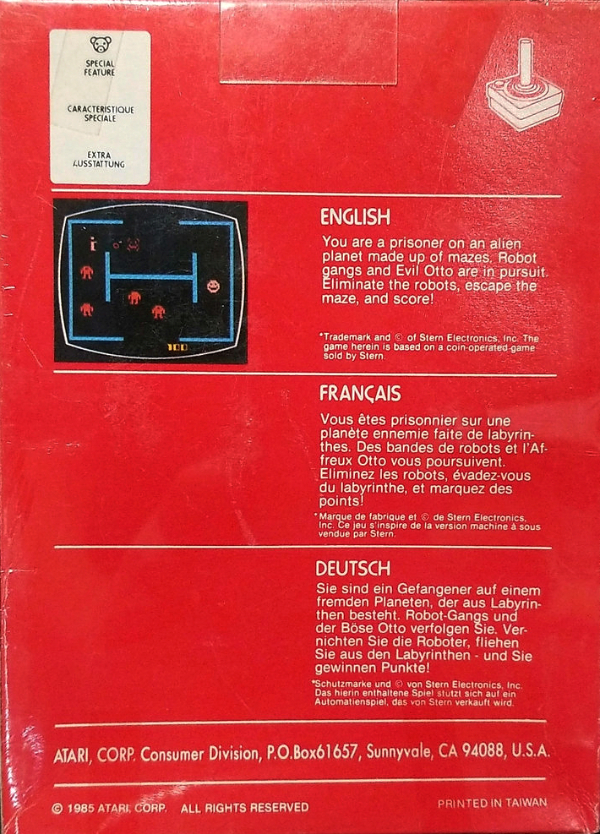 SPECIAL
FEATURE
CARACTERISTIQUE
SPECIALE
EXTRA
AUSSTATTUNG
100
ENGLISH
You are a prisoner on an alien
planet made up of mazes. Robot
gangs and Evil Otto are in pursuit.
Eliminate the robots, escape the
maze, and score!
*Trademark and © of Stern Electronics, Inc. The
game herein is based on a coin-operated game
sold by Stern.
FRANÇAIS
Vous êtes prisonnier sur une
planète ennemie faite de labyrin-
thes. Des bandes de robots et l'Af-
freux Otto vous poursuivent.
Eliminez les robots, évadez-vous
du labyrinthe, et marquez des
points!
*Marque de fabrique et © de Stern Electronics,
Inc. Ce jeu s'inspire de la version machine à sous
vendue par Stern.
DEUTSCH
Sie sind ein Gefangener auf einem
fremden Planeten, der aus Labyrin-
then besteht. Robot-Gangs und
der Böse Otto verfolgen Sie. Ver-
nichten Sie die Roboter, fliehen
Sie aus den Labyrinthen - und Sie
gewinnen Punkte!
*Schutzmarke und © von Stern Electronics, Inc.
Das hierin enthaltene Spiel stützt sich auf ein
Automatienspiel, das von Stern verkauft wird.
ATARI, CORP. Consumer Division, P.O.Box61657, Sunnyvale, CA 94088, U.S.A.
© 1985 ATARI, CORP. ALL RIGHTS RESERVED
PRINTED IN TAIWAN